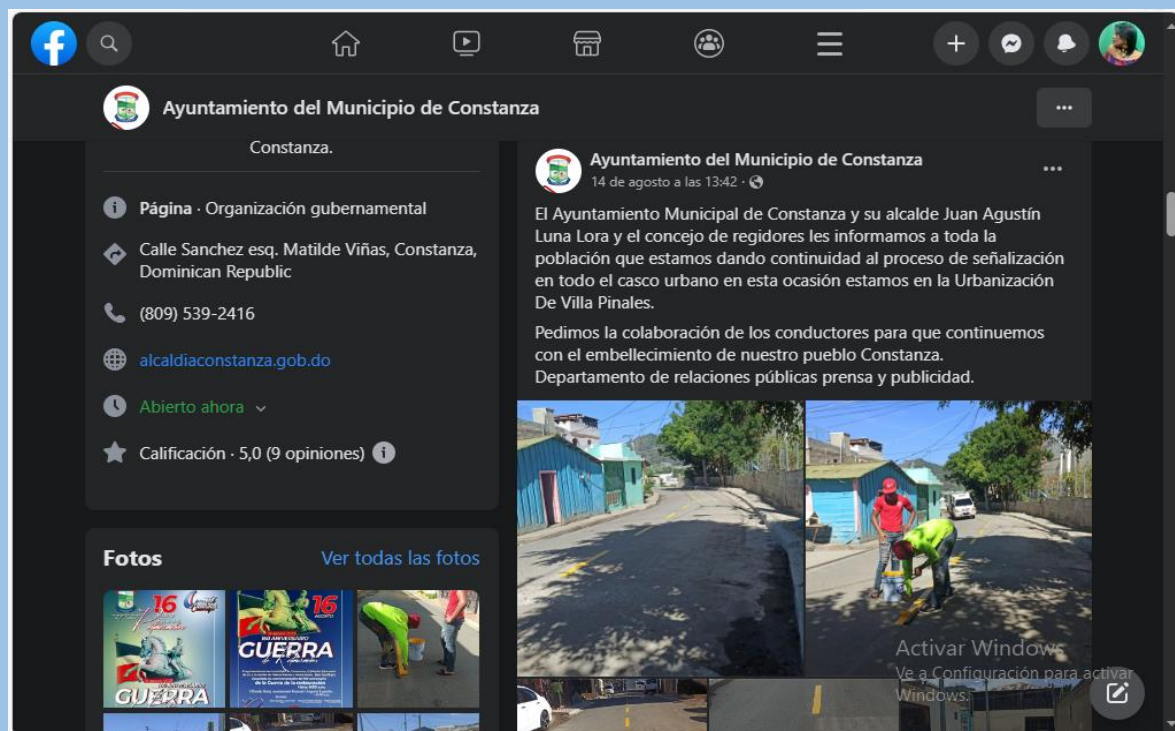 Ayuntamiento del Municipio de Constanza
Constanza.
Página · Organización gubernamental
Calle Sanchez esq. Matilde Viñas, Constanza,
Dominican Republic
(809) 539-2416
alcaldiaconstanza.gob.do
Abierto ahora
Calificación · 5,0 (9 opiniones)
Fotos
Ver todas las fotos
16
GUERRA
16
AGOSTO
GUERRA
Ayuntamiento del Municipio de Constanza
14 de agosto a las 13:42 ·
El Ayuntamiento Municipal de Constanza y su alcalde Juan Agustín
Luna Lora y el concejo de regidores les informamos a toda la
población que estamos dando continuidad al proceso de señalización
en todo el casco urbano en esta ocasión estamos en la Urbanización
De Villa Pinales.
Pedimos la colaboración de los conductores para que continuemos
con el embellecimiento de nuestro pueblo Constanza.
Departamento de relaciones públicas prensa y publicidad.
Activar Windows
Ve a Configuración para activar
Windows.